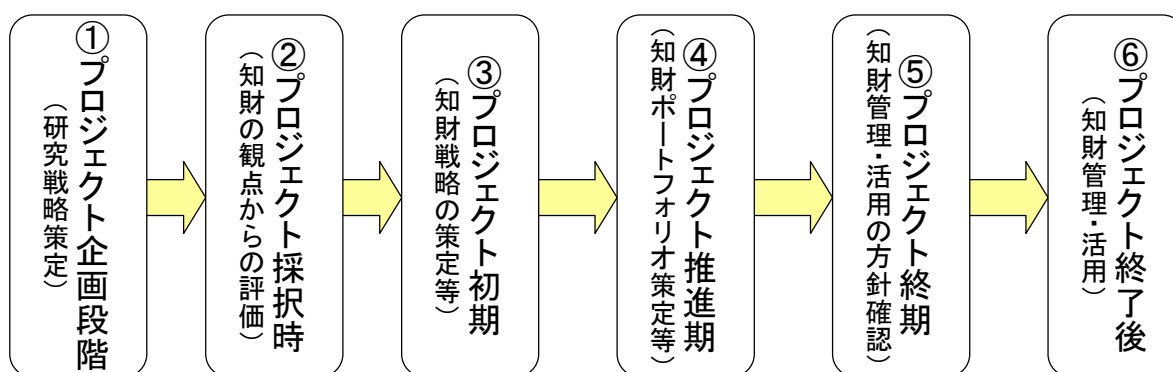 ①プロジェクト企画段階
（研究戦略策定）
②プロジェクト採択時
（知財の観点からの評価）
③プロジェクト初期
（知財戦略の策定等）
④プロジェクト推進期
（知財ポートフォリオ策定等）
⑤プロジェクト終期
（知財管理・活用の方針確認）
⑥プロジェクト終了後
（知財管理・活用）